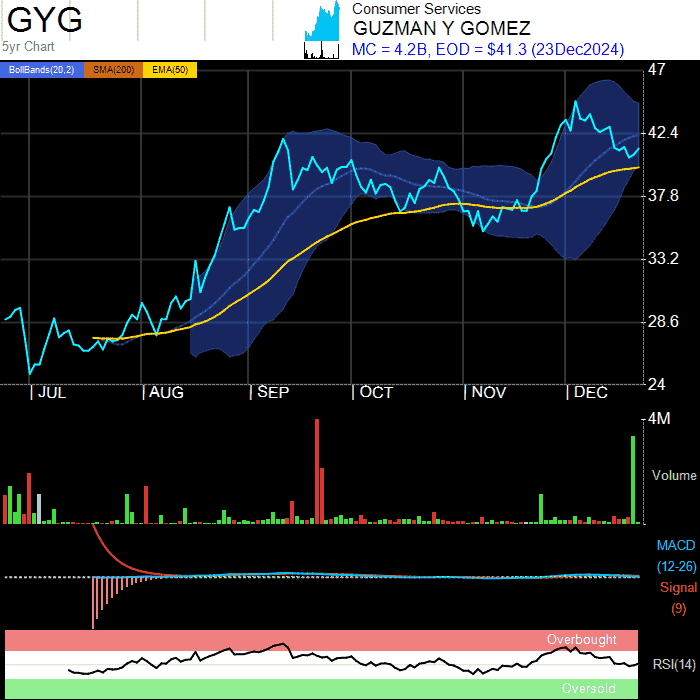 GYG
5yr Chart
Consumer Services
GUZMAN Y GOMEZ
MC = 4.2B, EOD = $41.3 (23Dec2024)
BollBands(20,2) SMA(200) EMA(50)
47
42.4
37.8
33.2
28.6
24
JUL AUG SEP OCT NOV DEC
4M
Volume
MACD
(12-26)
Signal
(9)
Overbought
RSI(14)
Oversold